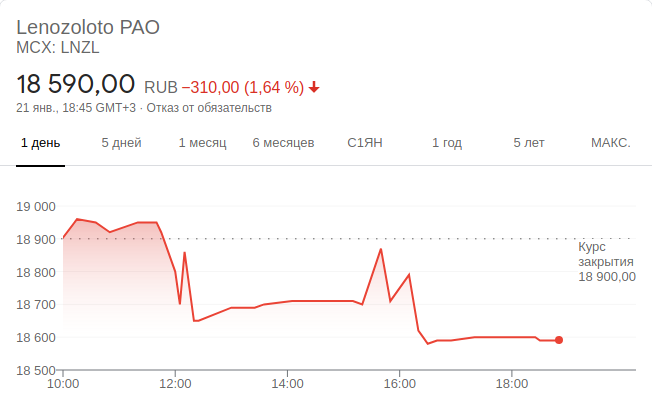 Lenozoloto PAO
MCX: LNZL
18 590,00 RUB −310,00 (1,64 %)
21 янв., 18:45 GMT+3 · Отказ от обязательств
1 день 5 дней 1 месяц 6 месяцев С1ЯН 1 год 5 лет МАКС.
19 000
18 900
Курс
закрытия
18 900,00
18 800
18 700
18 600
18 500
10:00 12:00 14:00 16:00 18:00